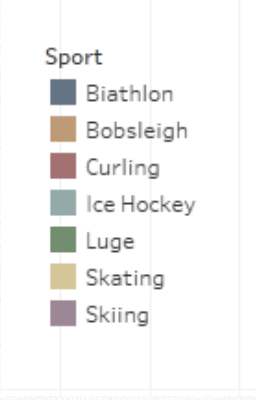 Sport
Biathlon
Bobsleigh
Curling
Ice Hockey
Luge
Skating
Skiing